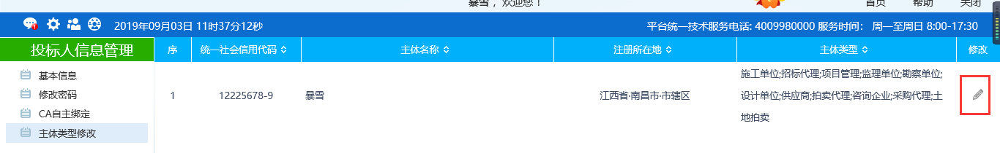 暴雪 ，欢迎您！
首页 帮助 关闭
2019年09月03日 11时37分12秒
平台统一技术服务电话: 4009980000 服务时间： 周一至周日 8:00-17:30
投标人信息管理
基本信息
修改密码
CA自主绑定
主体类型修改
序 统一社会信用代码 主体名称 注册所在地 主体类型 修改
1 12225678-9 暴雪 江西省·南昌市·市辖区
施工单位;招标代理;项目管理;监理单位;勘察单位;
设计单位;供应商;拍卖代理;咨询企业;采购代理;土
地拍卖